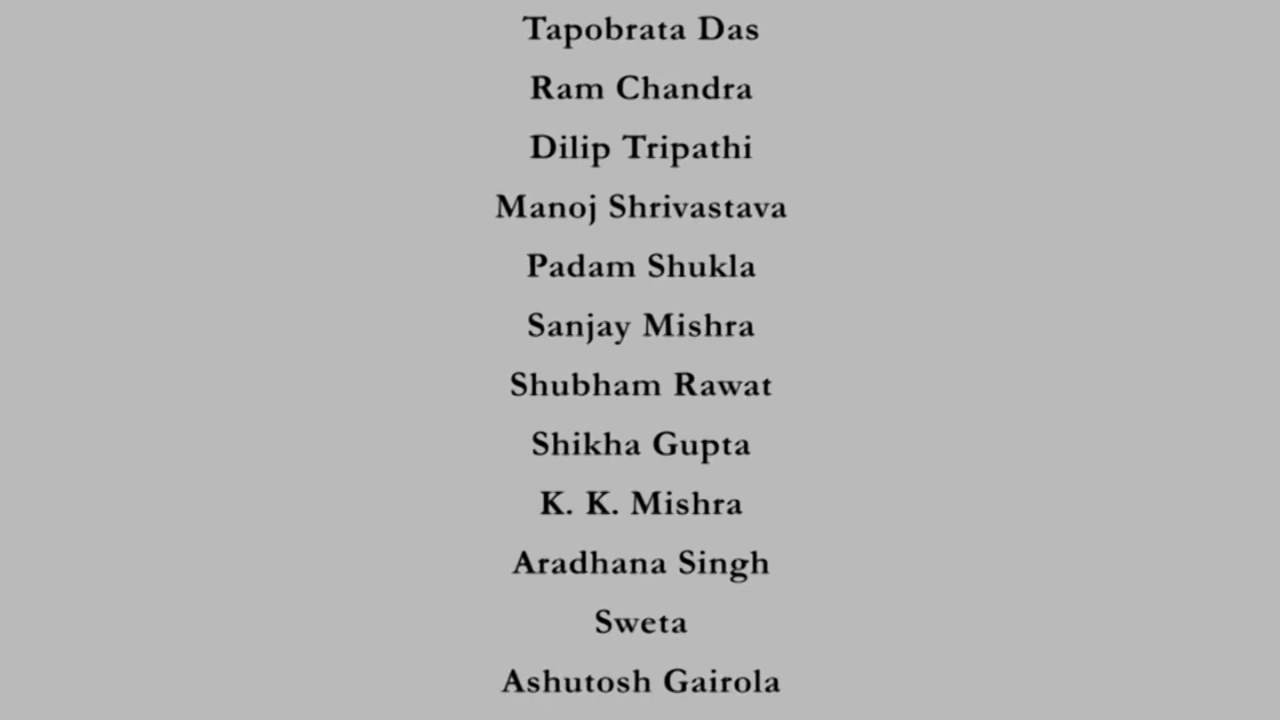 Tapobrata Das
Ram Chandra
Dilip Tripathi
Manoj Shrivastava
Padam Shukla
Sanjay Mishra
Shubham Rawat
Shikha Gupta
K. K. Mishra
Aradhana Singh
Sweta
Ashutosh Gairola